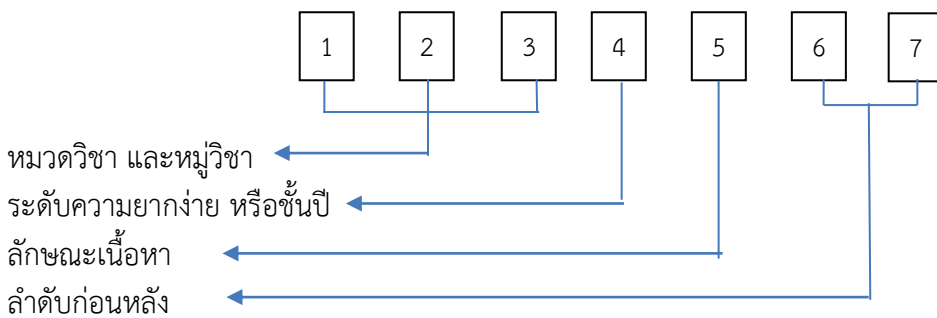 1 2 3 4 5 6 7
หมวดวิชา และหมู่วิชา
ระดับความยากง่าย หรือชั้นปี
ลักษณะเนื้อหา
ลำดับก่อนหลัง